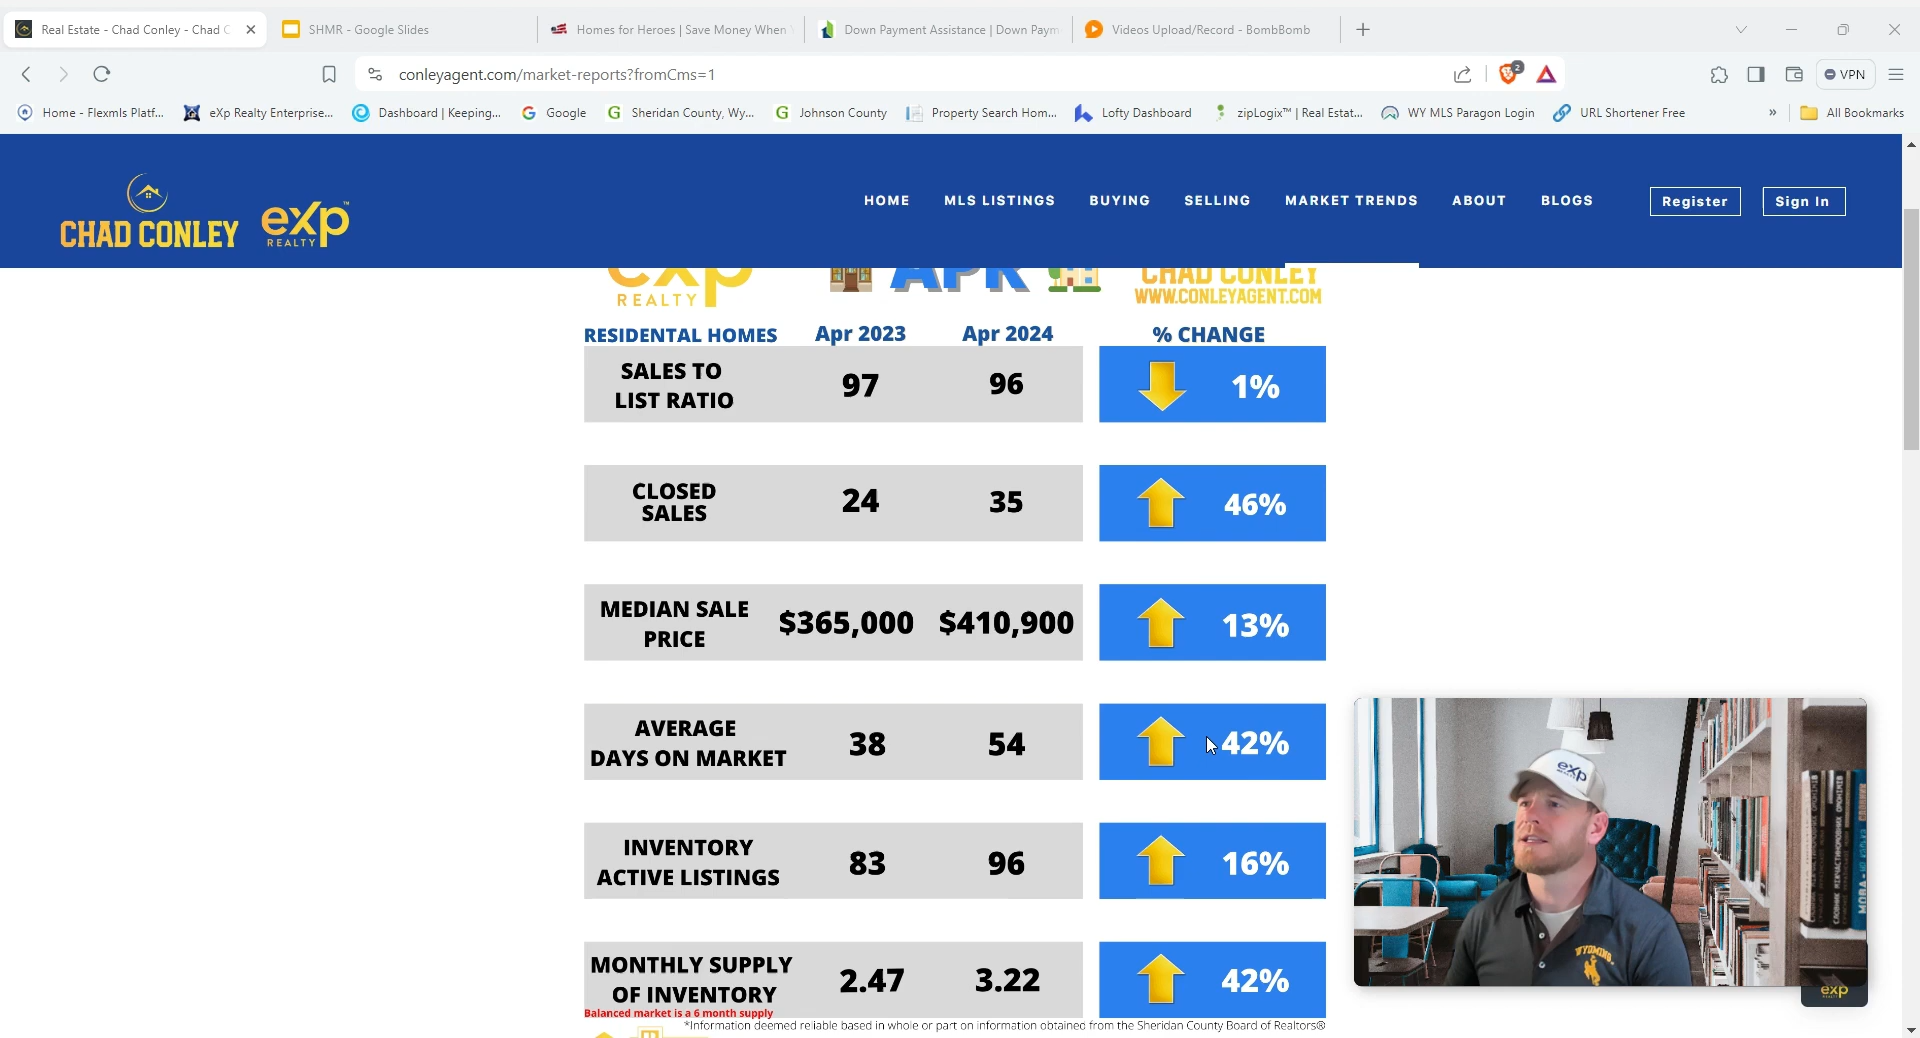 Real Estate - Chad Conley - Chad C
SHMR - Google Slides
Homes for Heroes | Save Money When Y
Down Payment Assistance | Down Paym
Videos Upload/Record - BombBomb
conleyagent.com/market-reports?fromCms=1
2
VPN
Home - Flexmls Platf...
eXp Realty Enterprise...
Dashboard | Keeping...
Google
Sheridan County, Wy...
Johnson County
Property Search Hom...
Lofty Dashboard
zipLogix™ | Real Estat...
WY MLS Paragon Login
URL Shortener Free
»
All Bookmarks
CHAD CONLEY
eXp™
REALTY
HOME
MLS LISTINGS
BUYING
SELLING
MARKET TRENDS
ABOUT
BLOGS
Register
Sign In
eXp
REALTY
APR
CHAD CONLEY
WWW.CONLEYAGENT.COM
RESIDENTAL HOMES Apr 2023 Apr 2024 % CHANGE
SALES TO
LIST RATIO
97 96 1%
CLOSED
SALES
24 35 46%
MEDIAN SALE
PRICE
$365,000 $410,900 13%
AVERAGE
DAYS ON MARKET
38 54 42%
INVENTORY
ACTIVE LISTINGS
83 96 16%
MONTHLY SUPPLY
OF INVENTORY
2.47 3.22 42%
Balanced market is a 6 month supply
*Information deemed reliable based in whole or part on information obtained from the Sheridan County Board of Realtors®
eXp
WYOMING
eXp
REALTY